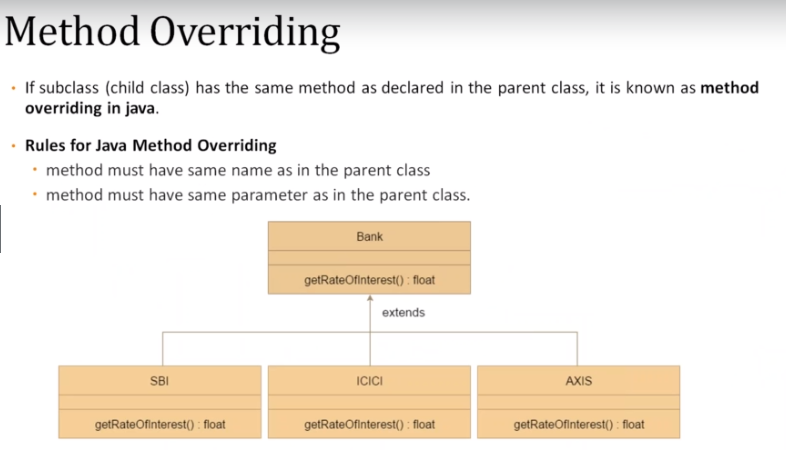 Method Overriding
• If subclass (child class) has the same method as declared in the parent class, it is known as method
overriding in java.
• Rules for Java Method Overriding
• method must have same name as in the parent class
• method must have same parameter as in the parent class.
Bank
getRateOfInterest() : float
extends
SBI
ICICI
AXIS
getRateOfInterest() : float
getRateOfInterest() : float
getRateOfInterest() : float